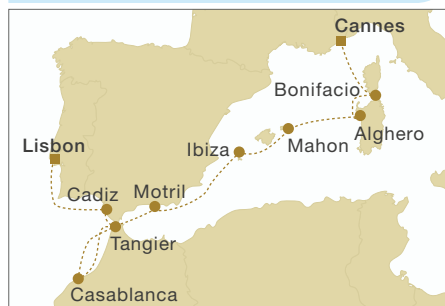 Cannes
Bonifacio
Lisbon
Ibiza
Mahon
Alghero
Cadiz
Motril
Tangier
Casablanca